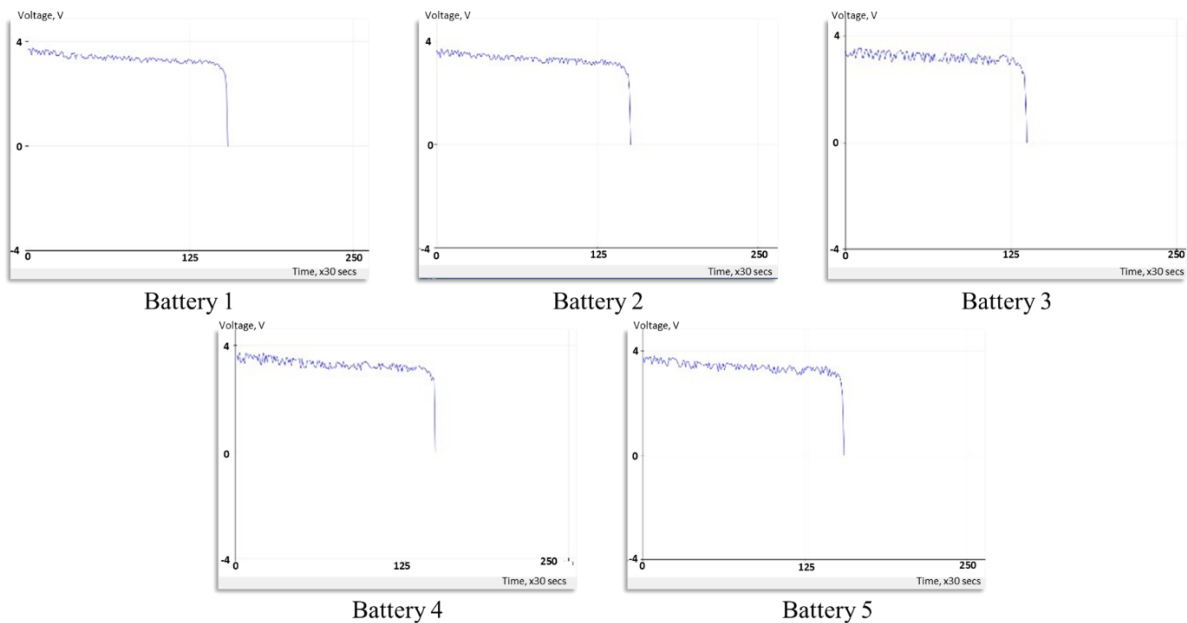 Voltage, V
4
0
-4
0
125
250
Time, x30 secs
Battery 1
Voltage, V
4
0
-4
0
125
250
Time, x30 secs
Battery 2
Voltage, V
4
0
-4
0
125
250
Time, x30 secs
Battery 3
Voltage, V
4
0
-4
0
125
250
Time, x30 secs
Battery 4
Voltage, V
4
0
-4
0
125
250
Time, x30 secs
Battery 5